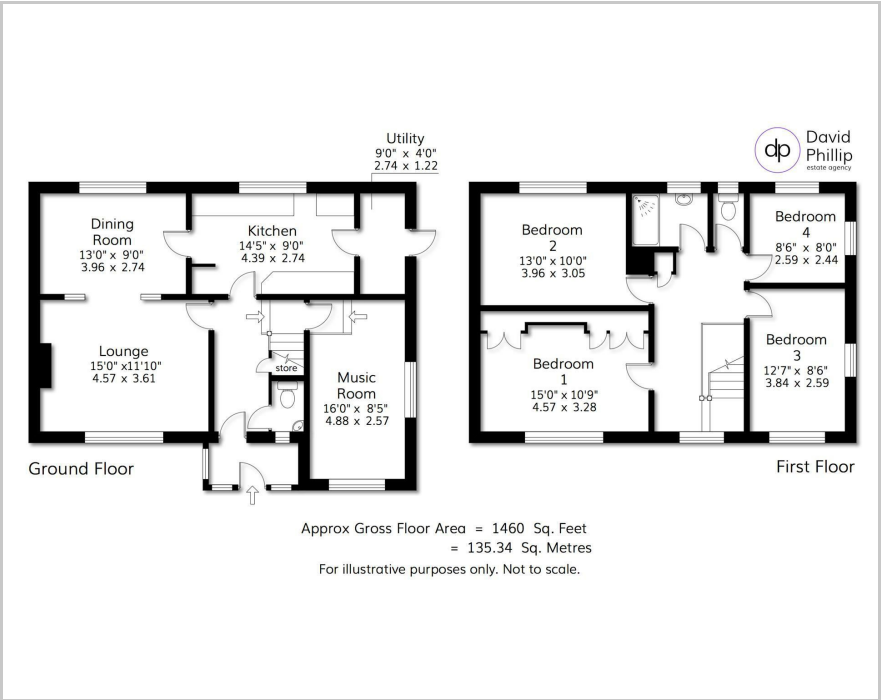 Utility
9'0" x 4'0"
2.74 x 1.22
dp
David
Phillip
estate agency
Dining
Room
13'0" x 9'0"
3.96 x 2.74
Kitchen
14'5" x 9'0"
4.39 x 2.74
Lounge
15'0" x11'10"
4.57 x 3.61
store
Music
Room
16'0" x 8'5"
4.88 x 2.57
Ground Floor
Bedroom
2
13'0" x 10'0"
3.96 x 3.05
Bedroom
4
8'6" x 8'0"
2.59 x 2.44
Bedroom
1
15'0" x 10'9"
4.57 x 3.28
Bedroom
3
12'7" x 8'6"
3.84 x 2.59
First Floor
Approx Gross Floor Area = 1460 Sq. Feet
= 135.34 Sq. Metres
For illustrative purposes only. Not to scale.